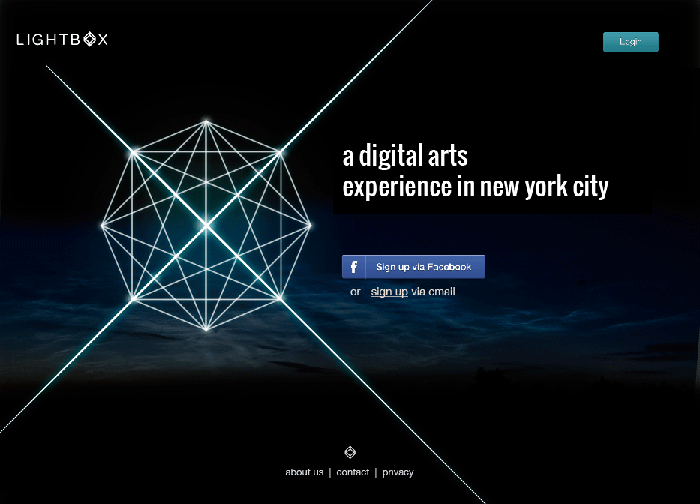 LIGHTBOX
Login
a digital arts
experience in new york city
f Sign up via Facebook
or sign up via email
about us | contact | privacy